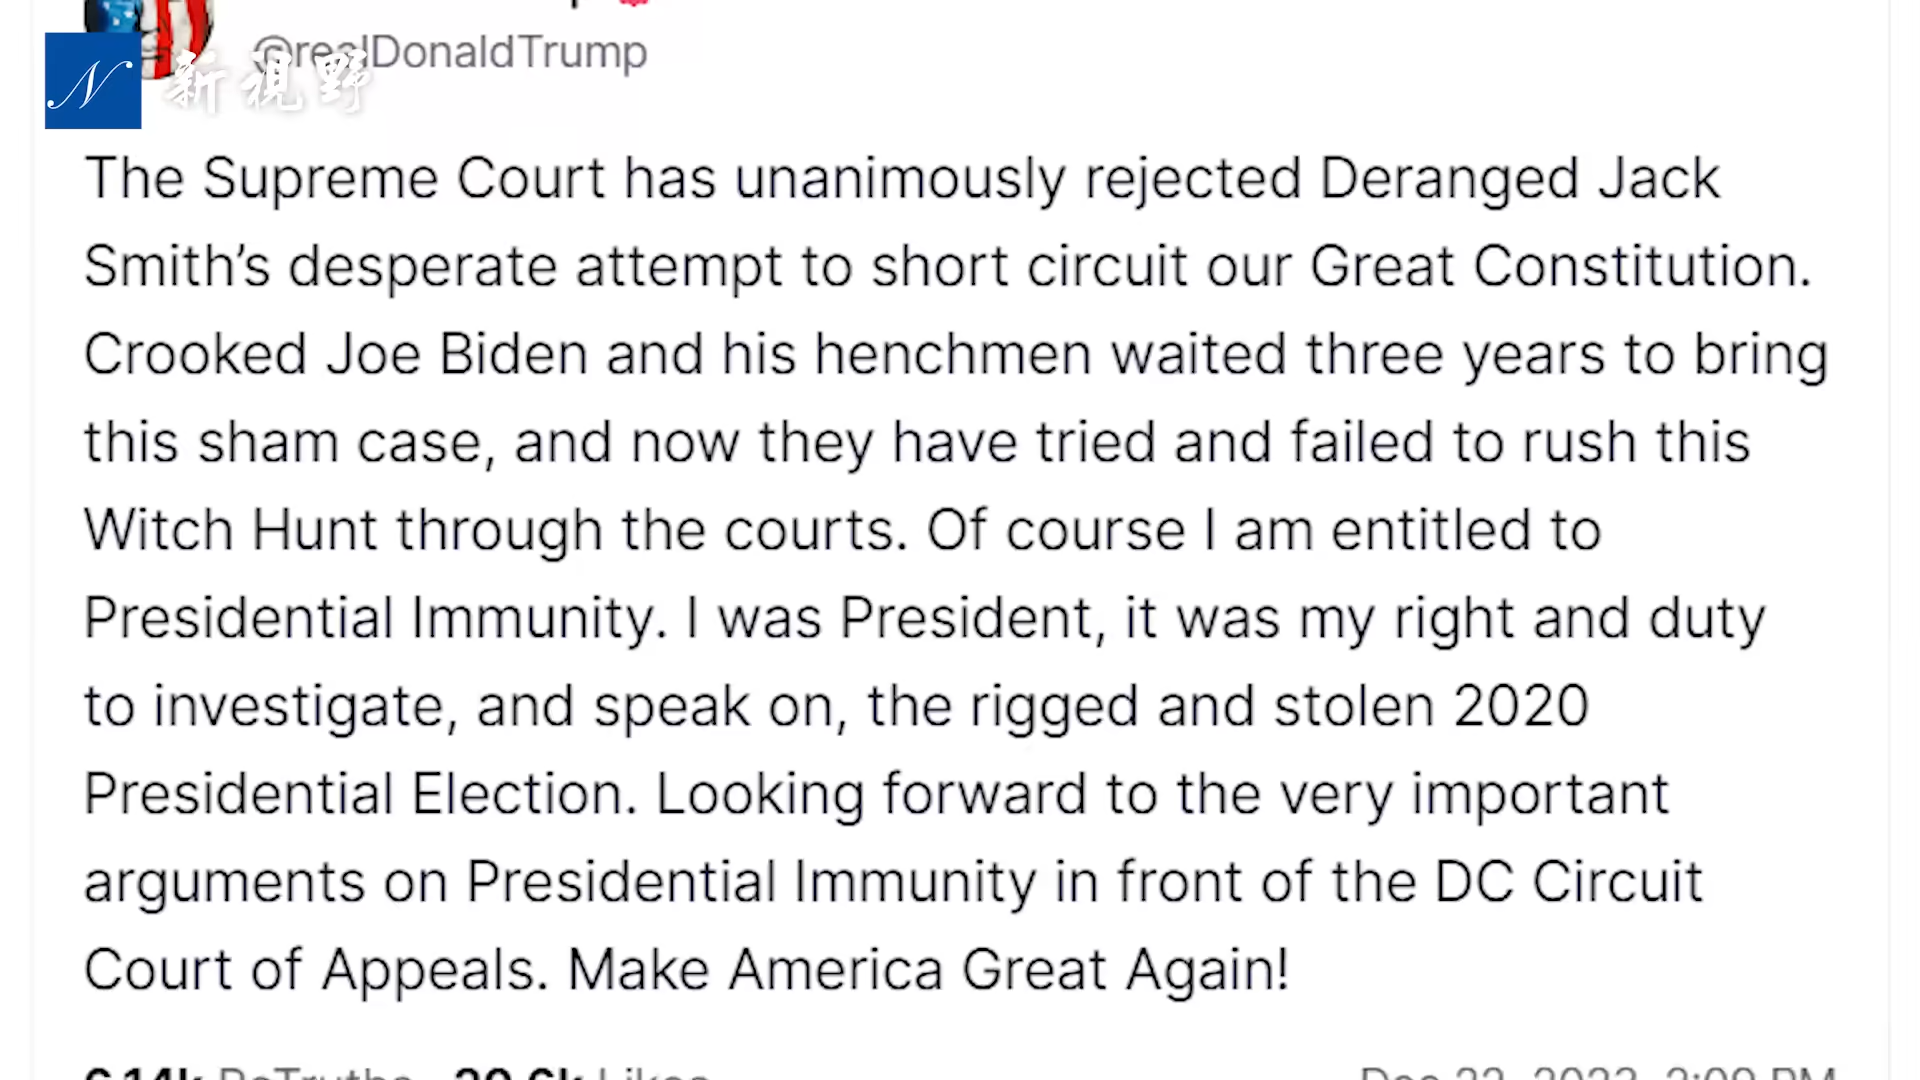 @realDonaldTrump
N 新視野
The Supreme Court has unanimously rejected Deranged Jack
Smith’s desperate attempt to short circuit our Great Constitution.
Crooked Joe Biden and his henchmen waited three years to bring
this sham case, and now they have tried and failed to rush this
Witch Hunt through the courts. Of course I am entitled to
Presidential Immunity. I was President, it was my right and duty
to investigate, and speak on, the rigged and stolen 2020
Presidential Election. Looking forward to the very important
arguments on Presidential Immunity in front of the DC Circuit
Court of Appeals. Make America Great Again!
ReTruths Likes